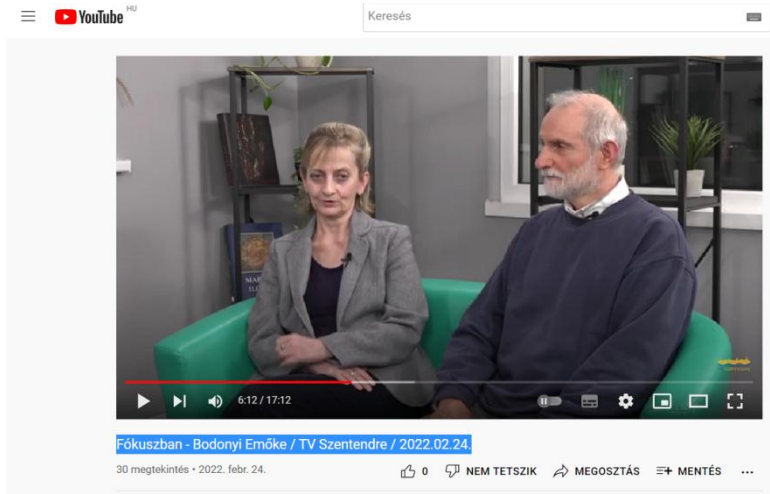 YouTube HU
Keresés
6:12 / 17:12
Fókuszban - Bodonyi Emőke / TV Szentendre / 2022.02.24.
30 megtekintés • 2022. febr. 24.
0 NEM TETSZIK MEGOSZTÁS MENTÉS ...